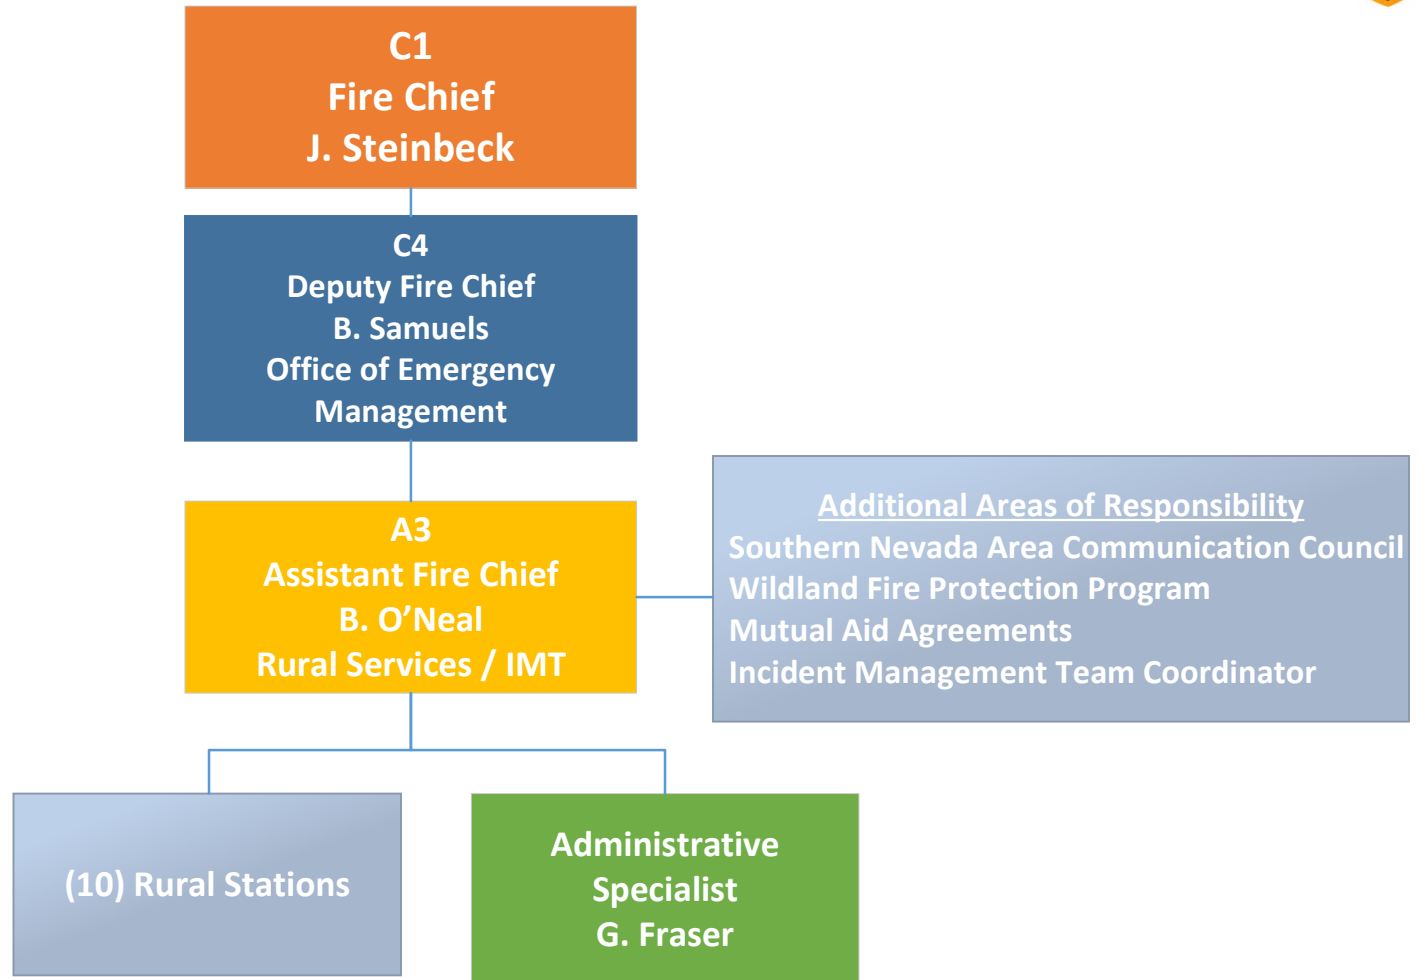 C1
Fire Chief
J. Steinbeck
C4
Deputy Fire Chief
B. Samuels
Office of Emergency
Management
A3
Assistant Fire Chief
B. O’Neal
Rural Services / IMT
Additional Areas of Responsibility
Southern Nevada Area Communication Council
Wildland Fire Protection Program
Mutual Aid Agreements
Incident Management Team Coordinator
(10) Rural Stations
Administrative
Specialist
G. Fraser